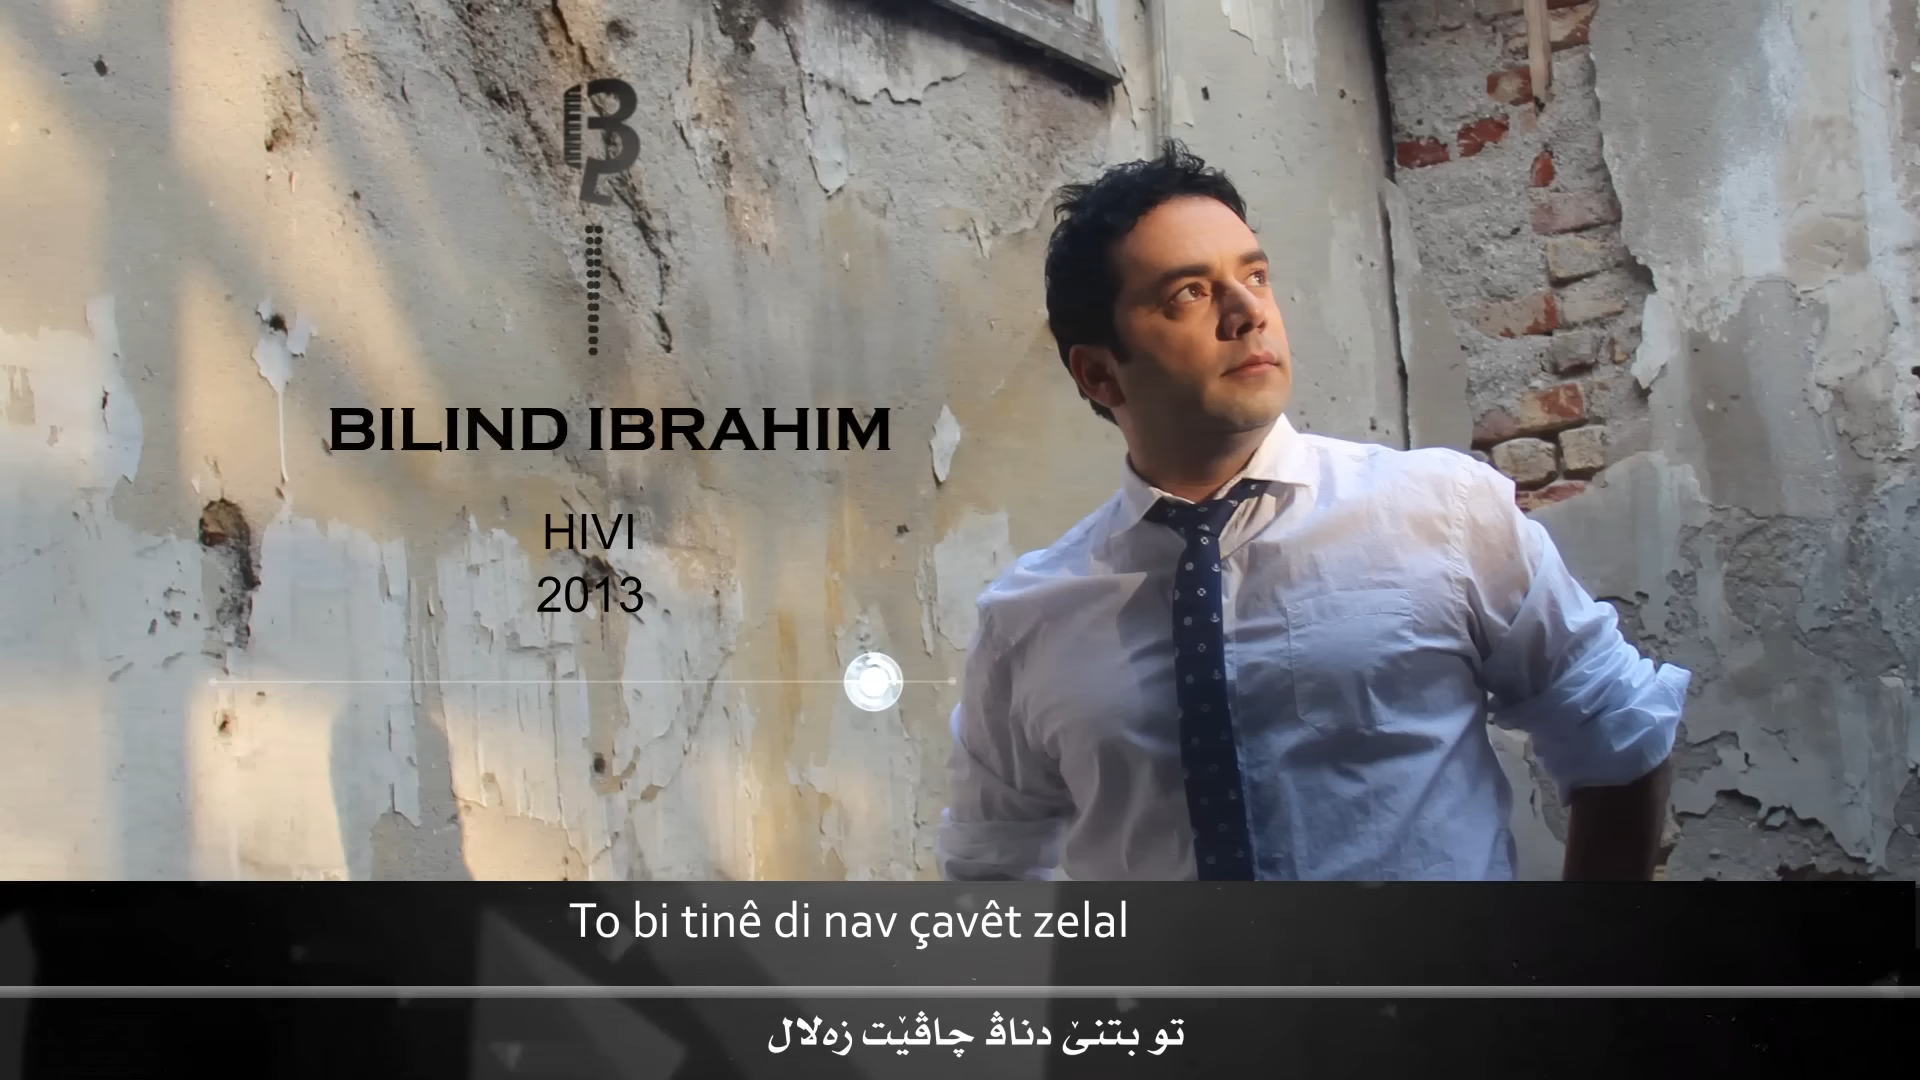 BILIND IBRAHIM
HIVI
2013
To bi tinê di nav çavêt zelal
تو بتنێ دناڤ چاڤێت زەلال